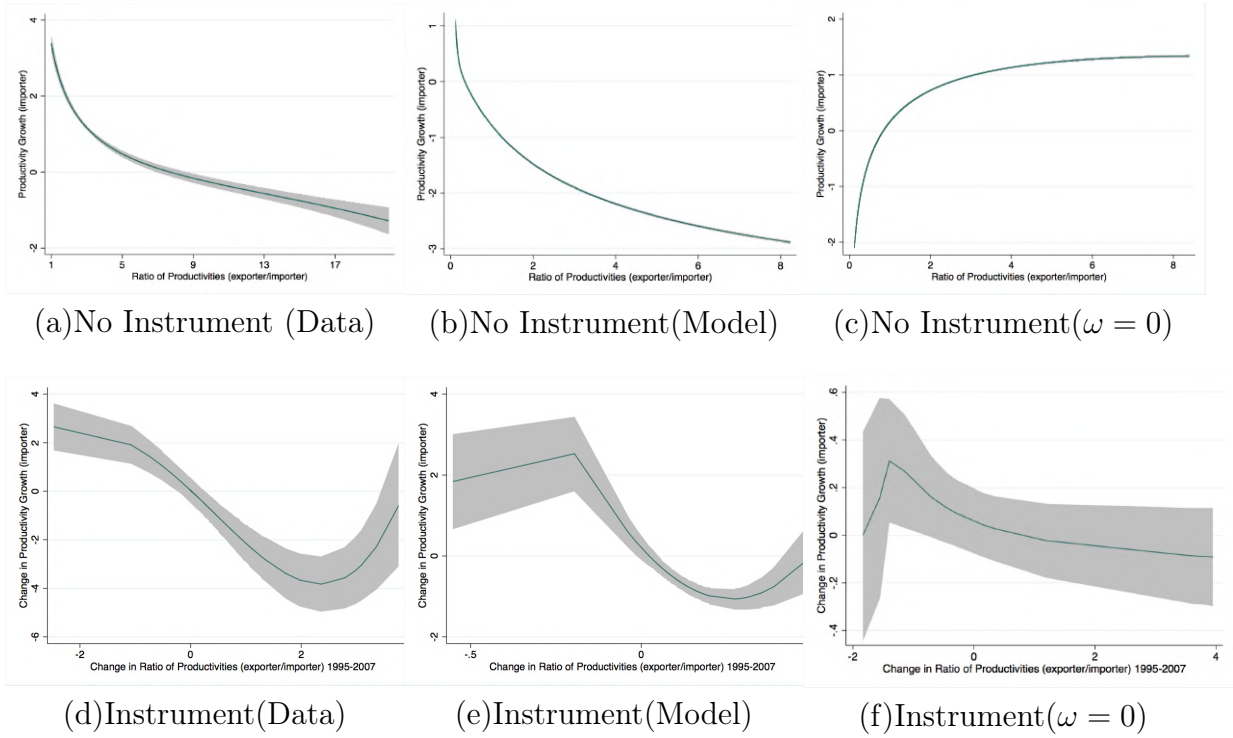 4
2
0
-2
Productivity Growth (importer)
1 5 9 13 17
Ratio of Productivities (exporter/importer)
(a)No Instrument (Data)
1
0
-1
-2
-3
Productivity Growth (importer)
0 2 4 6 8
Ratio of Productivities (exporter/importer)
(b)No Instrument(Model)
2
1
0
-1
-2
Productivity Growth (importer)
0 2 4 6 8
Ratio of Productivities (exporter/importer)
(c)No Instrument(ω = 0)
4
2
0
-2
-4
-6
Change in Productivity Growth (importer)
-2 0 2
Change in Ratio of Productivities (exporter/importer) 1995-2007
(d)Instrument(Data)
4
2
0
-2
Change in Productivity Growth (importer)
-.5 0
Change in Ratio of Productivities (exporter/importer) 1995-2007
(e)Instrument(Model)
.6
.4
.2
0
-.2
-.4
Change in Productivity Growth (importer)
-2 0 2 4
Change in Ratio of Productivities (exporter/importer) 1995-2007
(f)Instrument(ω = 0)